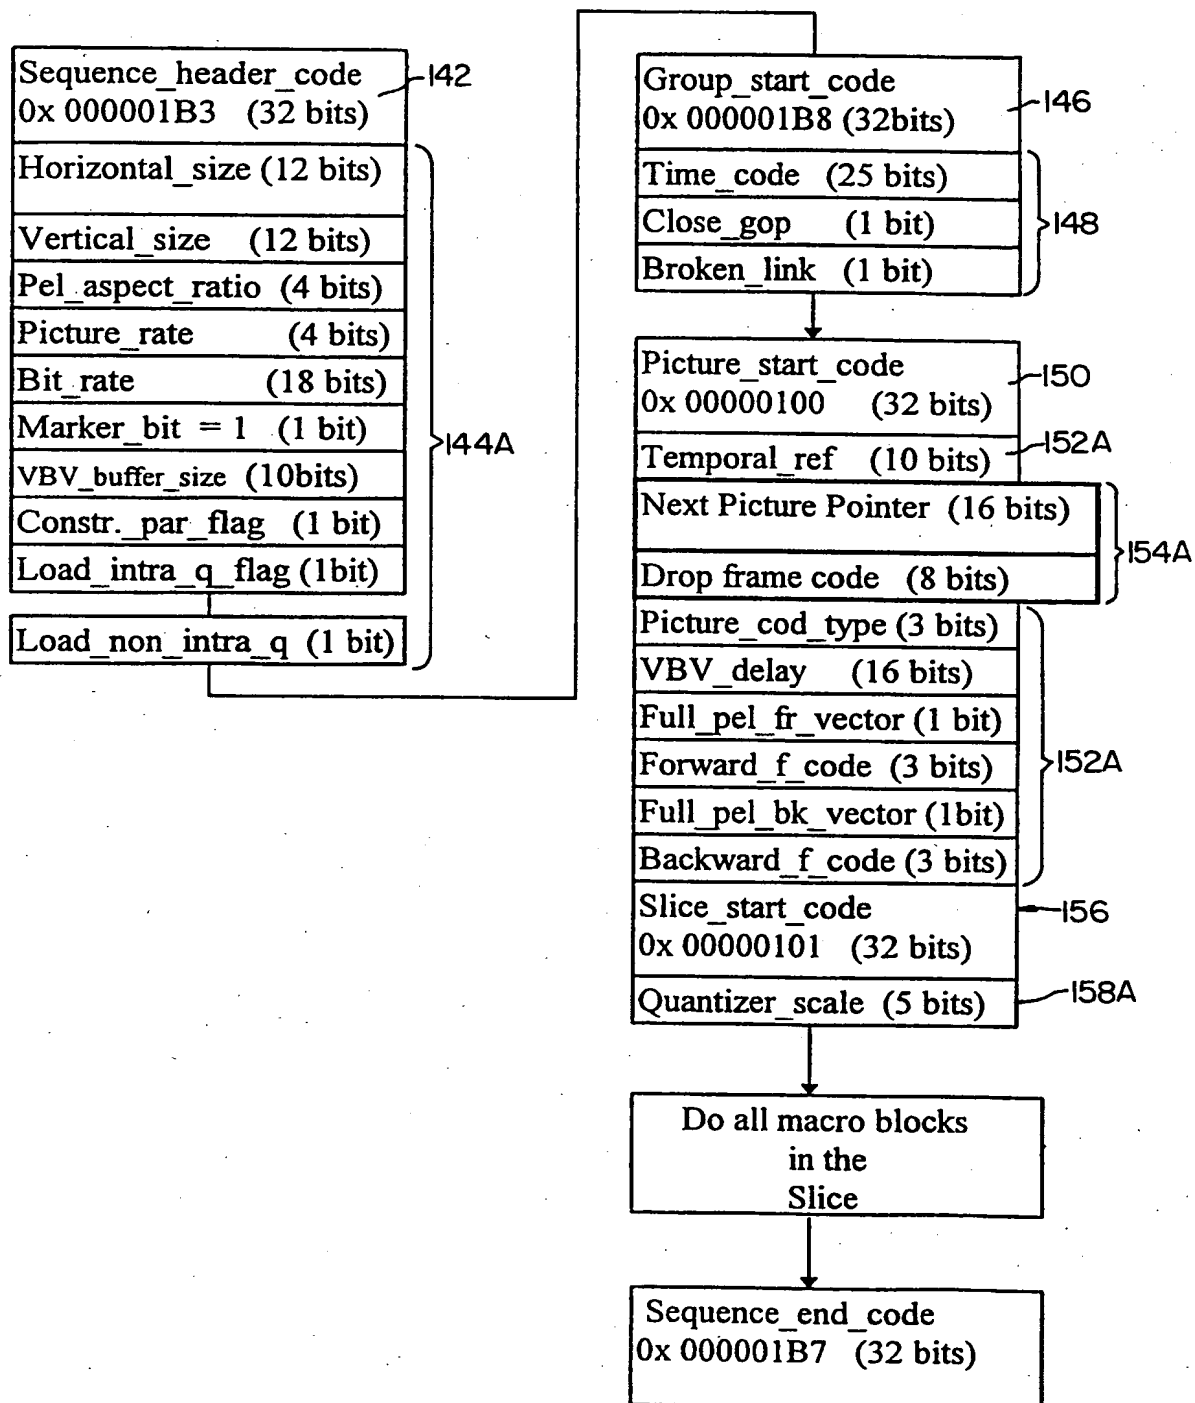 Sequence_header_code
0x 000001B3 (32 bits)
142
Horizontal_size (12 bits)
Vertical_size (12 bits)
Pel_aspect_ratio (4 bits)
Picture_rate (4 bits)
Bit_rate (18 bits)
Marker_bit = 1 (1 bit)
VBV_buffer_size (10bits)
Constr._par_flag (1 bit)
Load_intra_q_flag (1bit)
Load_non_intra_q (1 bit)
144A
Group_start_code
0x 000001B8 (32bits)
146
Time_code (25 bits)
Close_gop (1 bit)
Broken_link (1 bit)
148
Picture_start_code
0x 00000100 (32 bits)
150
Temporal_ref (10 bits)
152A
Next Picture Pointer (16 bits)
Drop frame code (8 bits)
154A
Picture_cod_type (3 bits)
VBV_delay (16 bits)
Full_pel_fr_vector (1 bit)
Forward_f_code (3 bits)
Full_pel_bk_vector (1bit)
Backward_f_code (3 bits)
152A
Slice_start_code
0x 00000101 (32 bits)
156
Quantizer_scale (5 bits)
158A
Do all macro blocks
in the
Slice
Sequence_end_code
0x 000001B7 (32 bits)